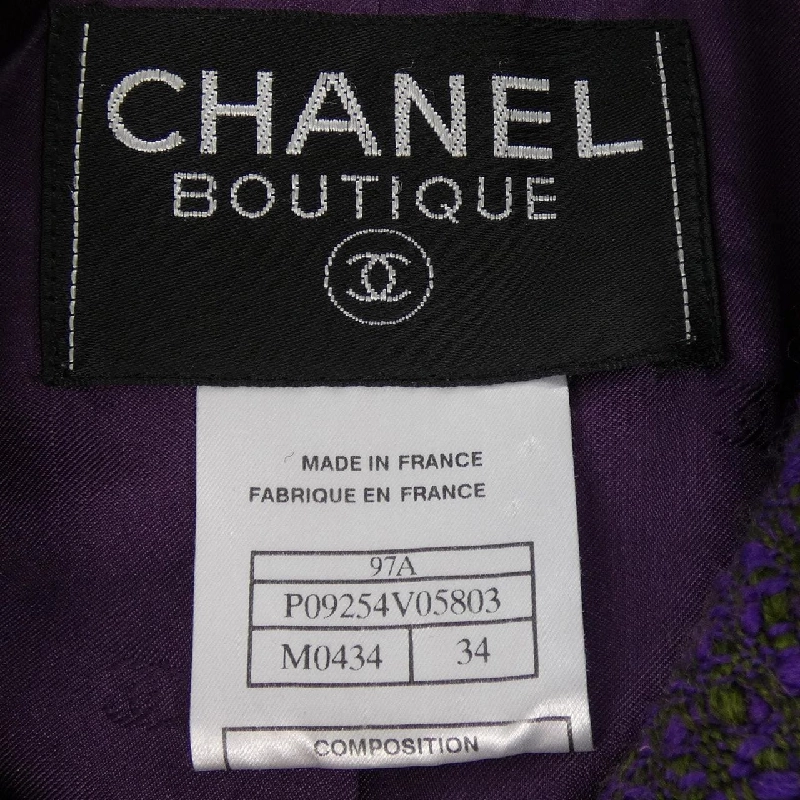 CHANEL
BOUTIQUE
MADE IN FRANCE
FABRIQUE EN FRANCE
97A
P09254V05803
M0434 34
COMPOSITION